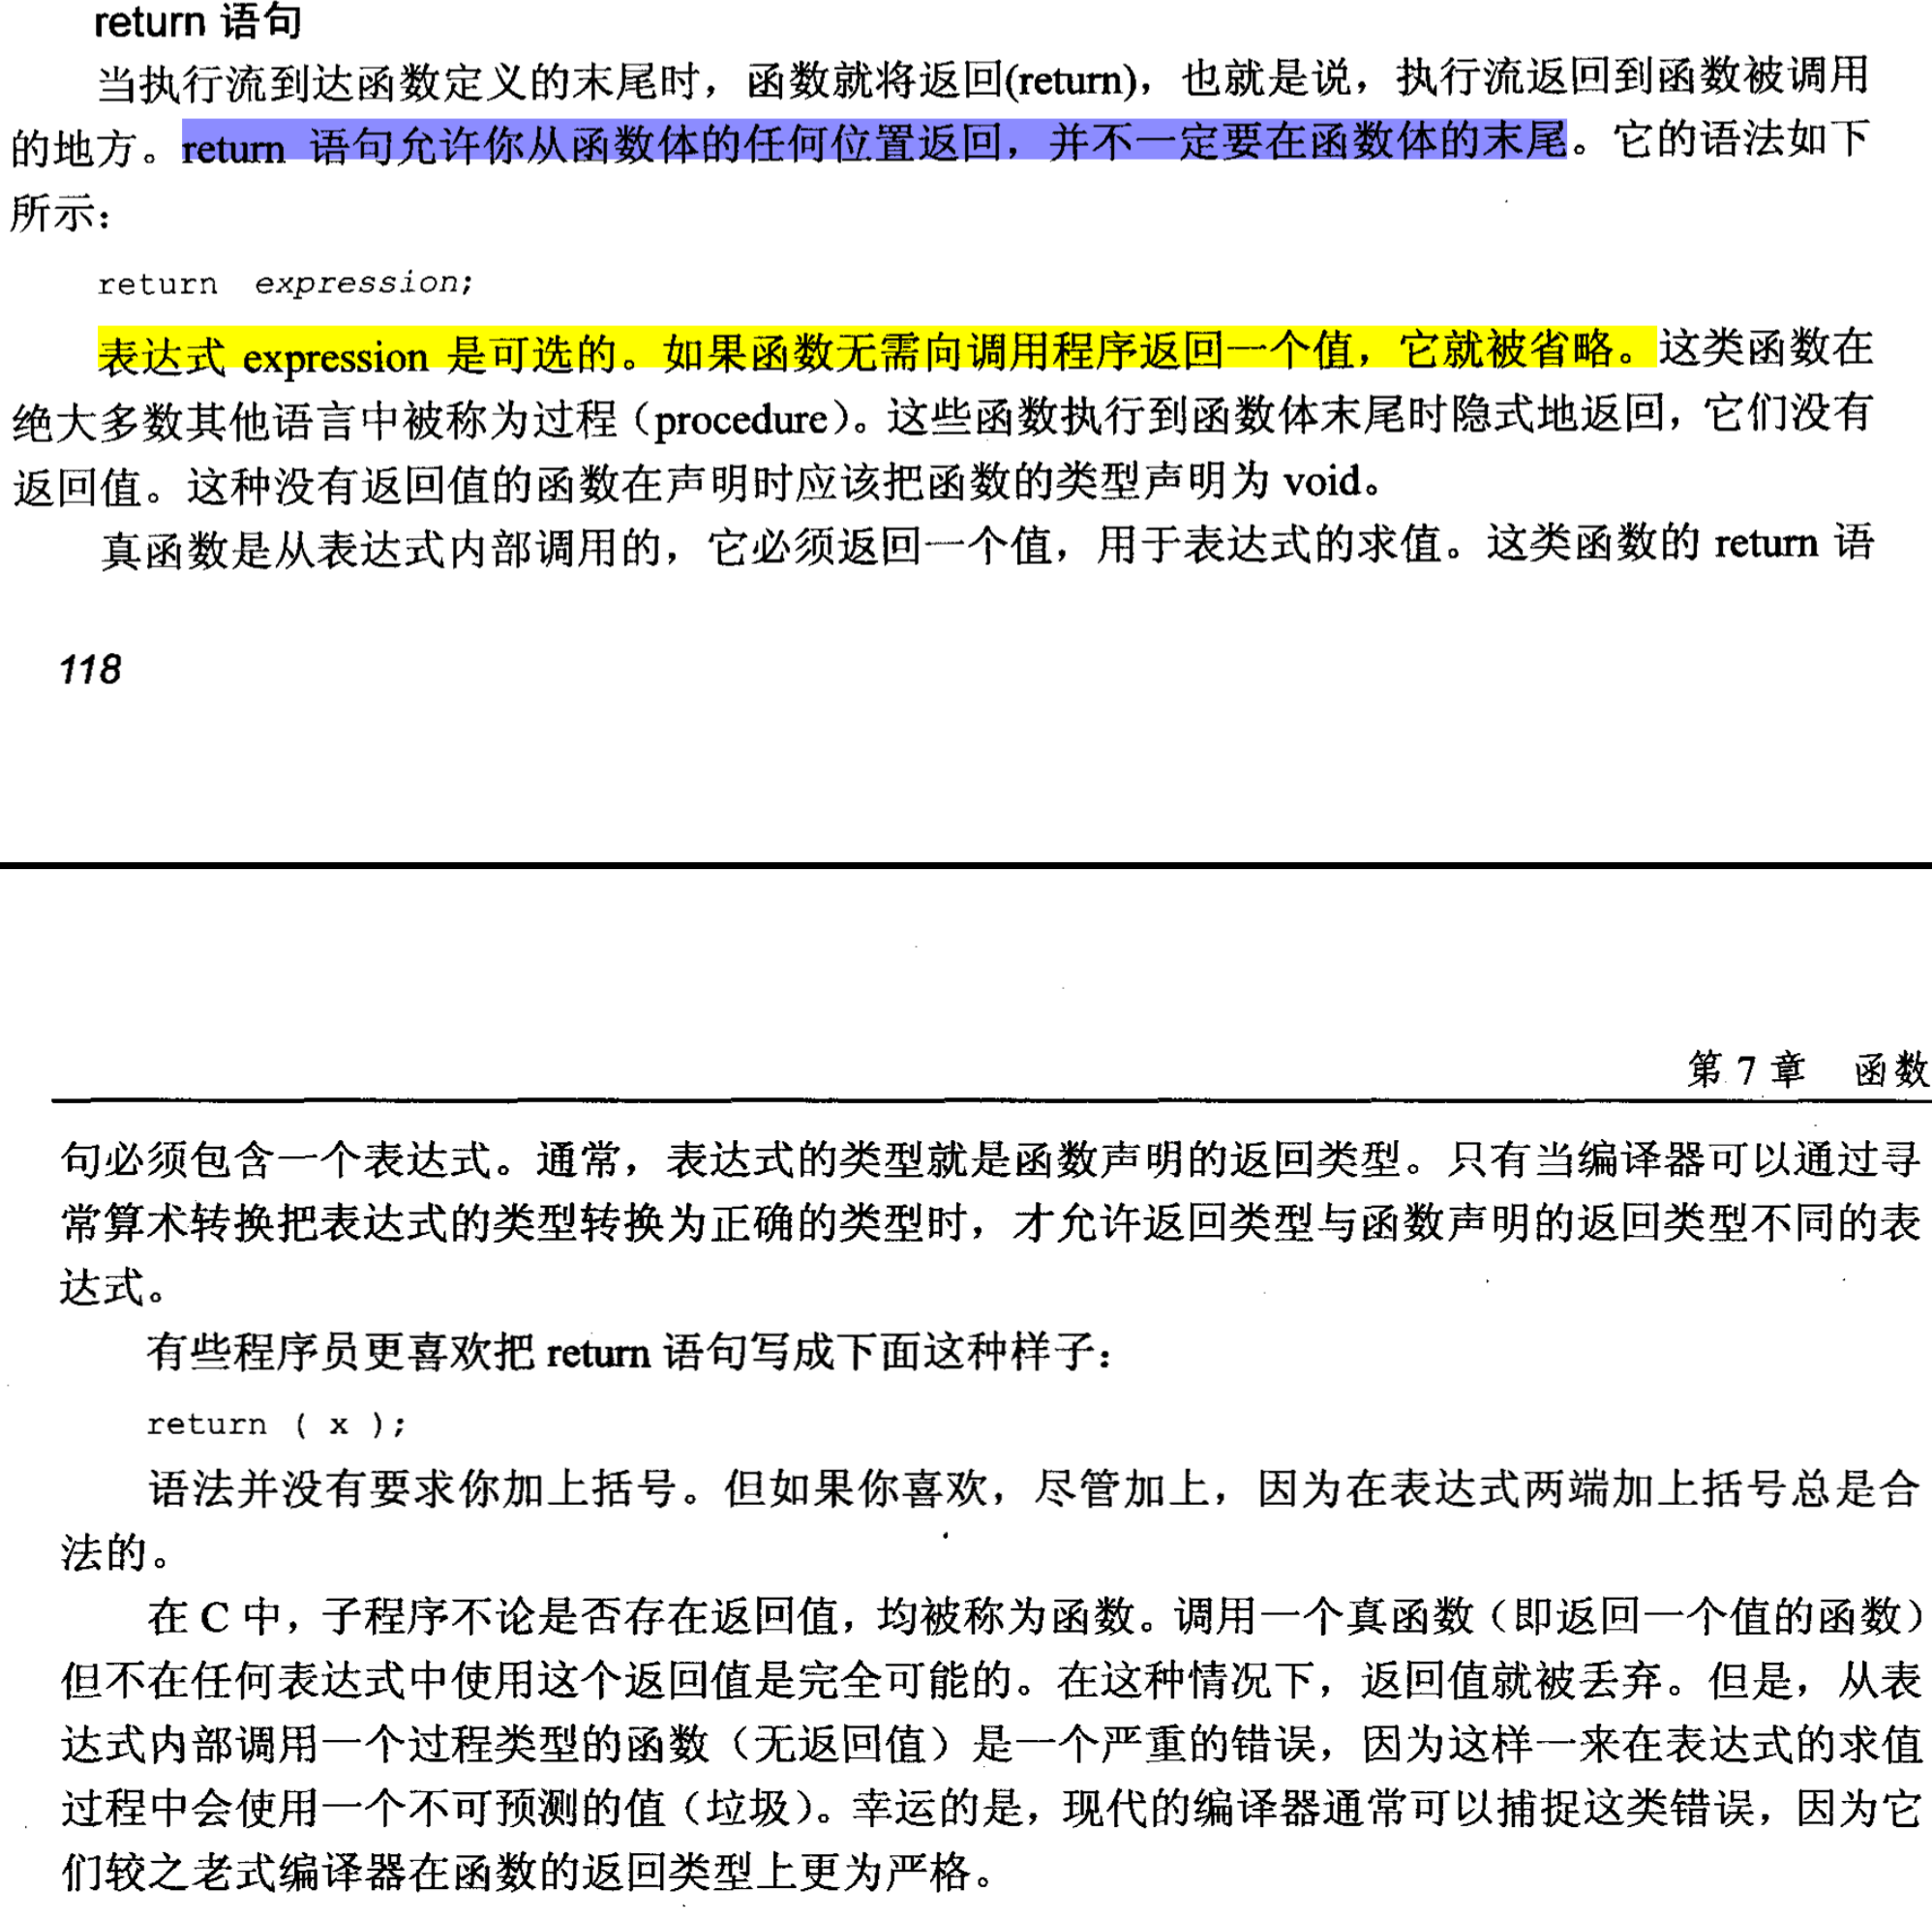 return 语句
当执行流到达函数定义的末尾时，函数就将返回(return)，也就是说，执行流返回到函数被调用
的地方。return 语句允许你从函数体的任何位置返回，并不一定要在函数体的末尾。它的语法如下
所示：
return expression;
表达式 expression 是可选的。如果函数无需向调用程序返回一个值，它就被省略。这类函数在
绝大多数其他语言中被称为过程（procedure）。这些函数执行到函数体末尾时隐式地返回，它们没有
返回值。这种没有返回值的函数在声明时应该把函数的类型声明为 void。
真函数是从表达式内部调用的，它必须返回一个值，用于表达式的求值。这类函数的 return 语
118
第 7 章 函数
句必须包含一个表达式。通常，表达式的类型就是函数声明的返回类型。只有当编译器可以通过寻
常算术转换把表达式的类型转换为正确的类型时，才允许返回类型与函数声明的返回类型不同的表
达式。
有些程序员更喜欢把 return 语句写成下面这种样子：
return ( x );
语法并没有要求你加上括号。但如果你喜欢，尽管加上，因为在表达式两端加上括号总是合
法的。
在 C 中，子程序不论是否存在返回值，均被称为函数。调用一个真函数（即返回一个值的函数）
但不在任何表达式中使用这个返回值是完全可能的。在这种情况下，返回值就被丢弃。但是，从表
达式内部调用一个过程类型的函数（无返回值）是一个严重的错误，因为这样一来在表达式的求值
过程中会使用一个不可预测的值（垃圾）。幸运的是，现代的编译器通常可以捕捉这类错误，因为它
们较之老式编译器在函数的返回类型上更为严格。